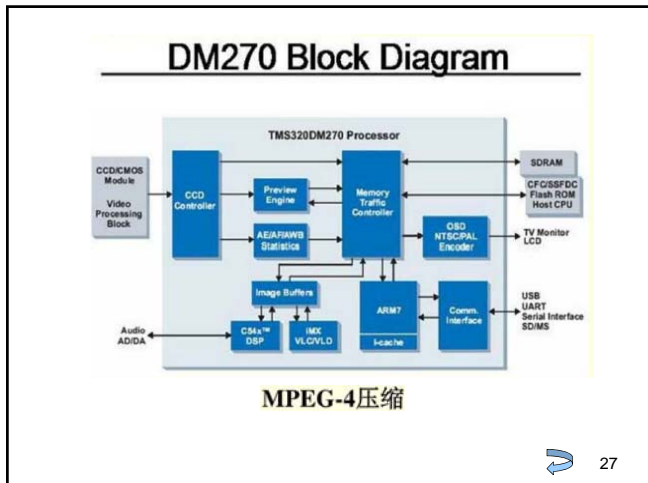 DM270 Block Diagram
TMS320DM270 Processor
CCD/CMOS
Module
Video
Processing
Block
CCD
Controller
Preview
Engine
AE/AF/AWB
Statistics
Memory
Traffic
Controller
SDRAM
CFC/SSFDC
Flash ROM
Host CPU
OSD
NTSC/PAL
Encoder
TV Monitor
LCD
Image Buffers
C54x™
DSP
iMX
VLC/VLD
ARM7
I-cache
Comm.
Interface
USB
UART
Serial Interface
SD/MS
Audio
AD/DA
MPEG-4压缩
27